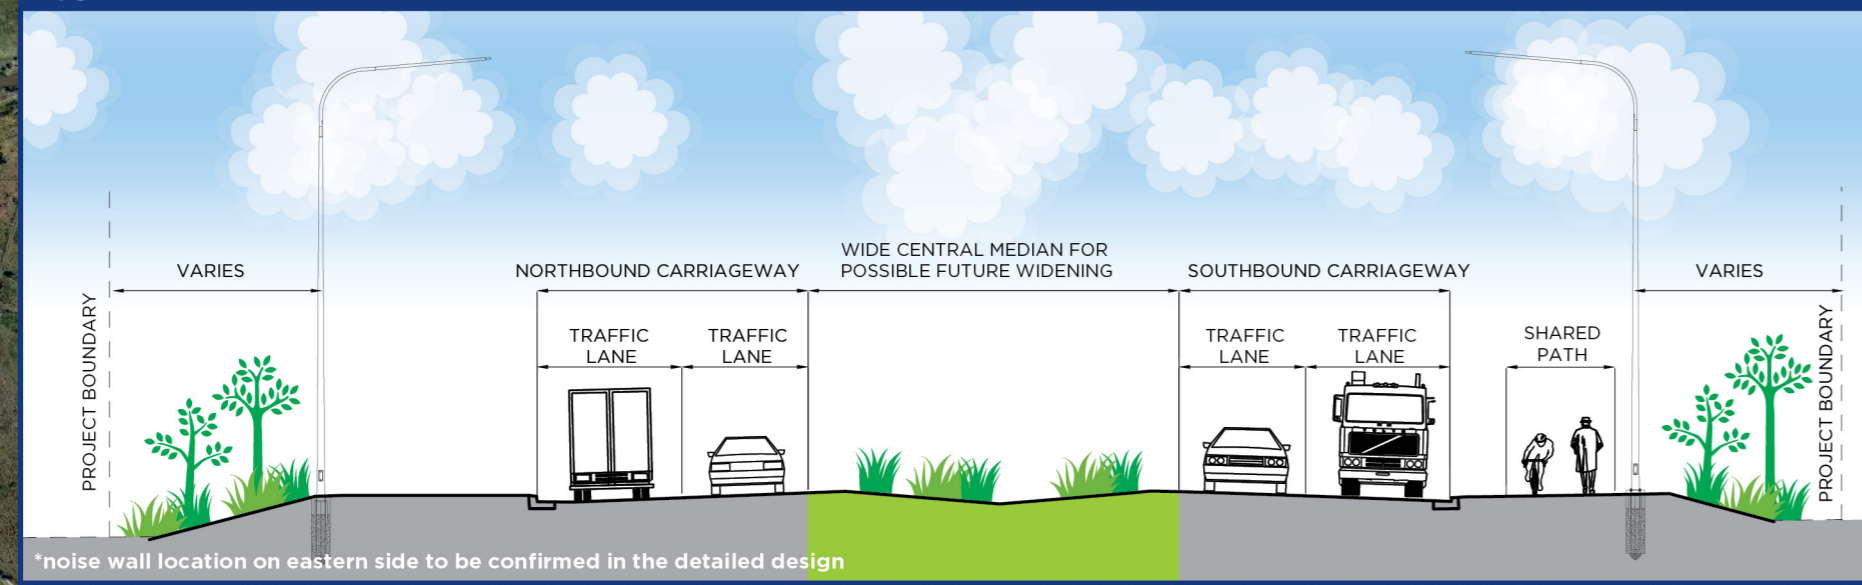 WIDE CENTRAL MEDIAN FOR
POSSIBLE FUTURE WIDENING
VARIES
NORTHBOUND CARRIAGEWAY
SOUTHBOUND CARRIAGEWAY
VARIES
PROJECT BOUNDARY
TRAFFIC
LANE
TRAFFIC
LANE
TRAFFIC
LANE
TRAFFIC
LANE
SHARED
PATH
PROJECT BOUNDARY
*noise wall location on eastern side to be confirmed in the detailed design